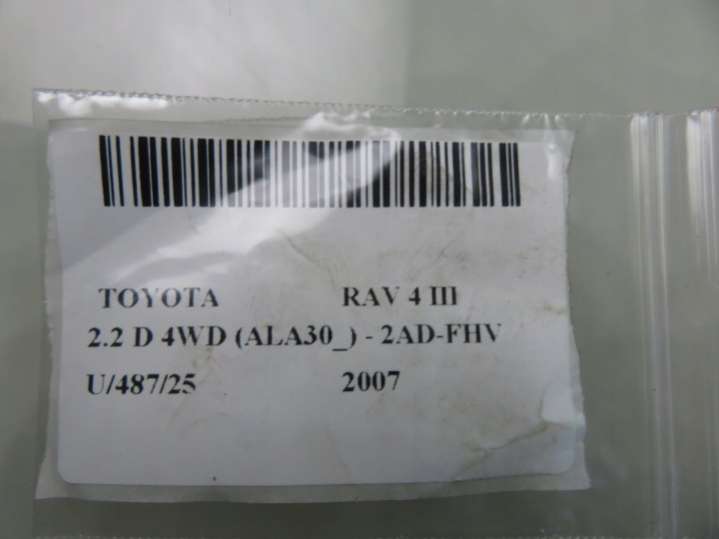 TOYOTA RAV 4 III
2.2 D 4WD (ALA30_) - 2AD-FHV
U/487/25 2007